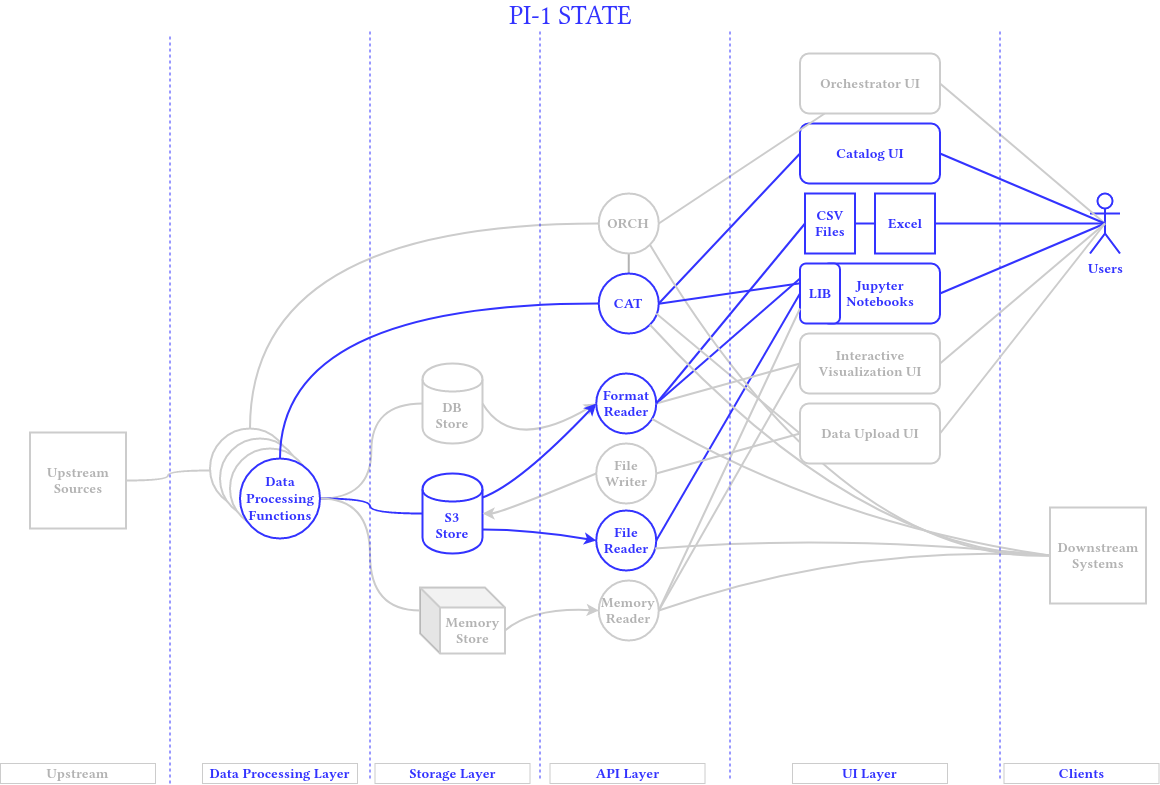 PI-1 STATE
Orchestrator UI
Catalog UI
CSV
Files
Excel
ORCH
Users
CAT
LIB
Jupyter
Notebooks
Interactive
Visualization UI
DB
Store
Format
Reader
Data Upload UI
Upstream
Sources
Data
Processing
Functions
File
Writer
S3
Store
File
Reader
Downstream
Systems
Memory
Store
Memory
Reader
Upstream
Data Processing Layer
Storage Layer
API Layer
UI Layer
Clients